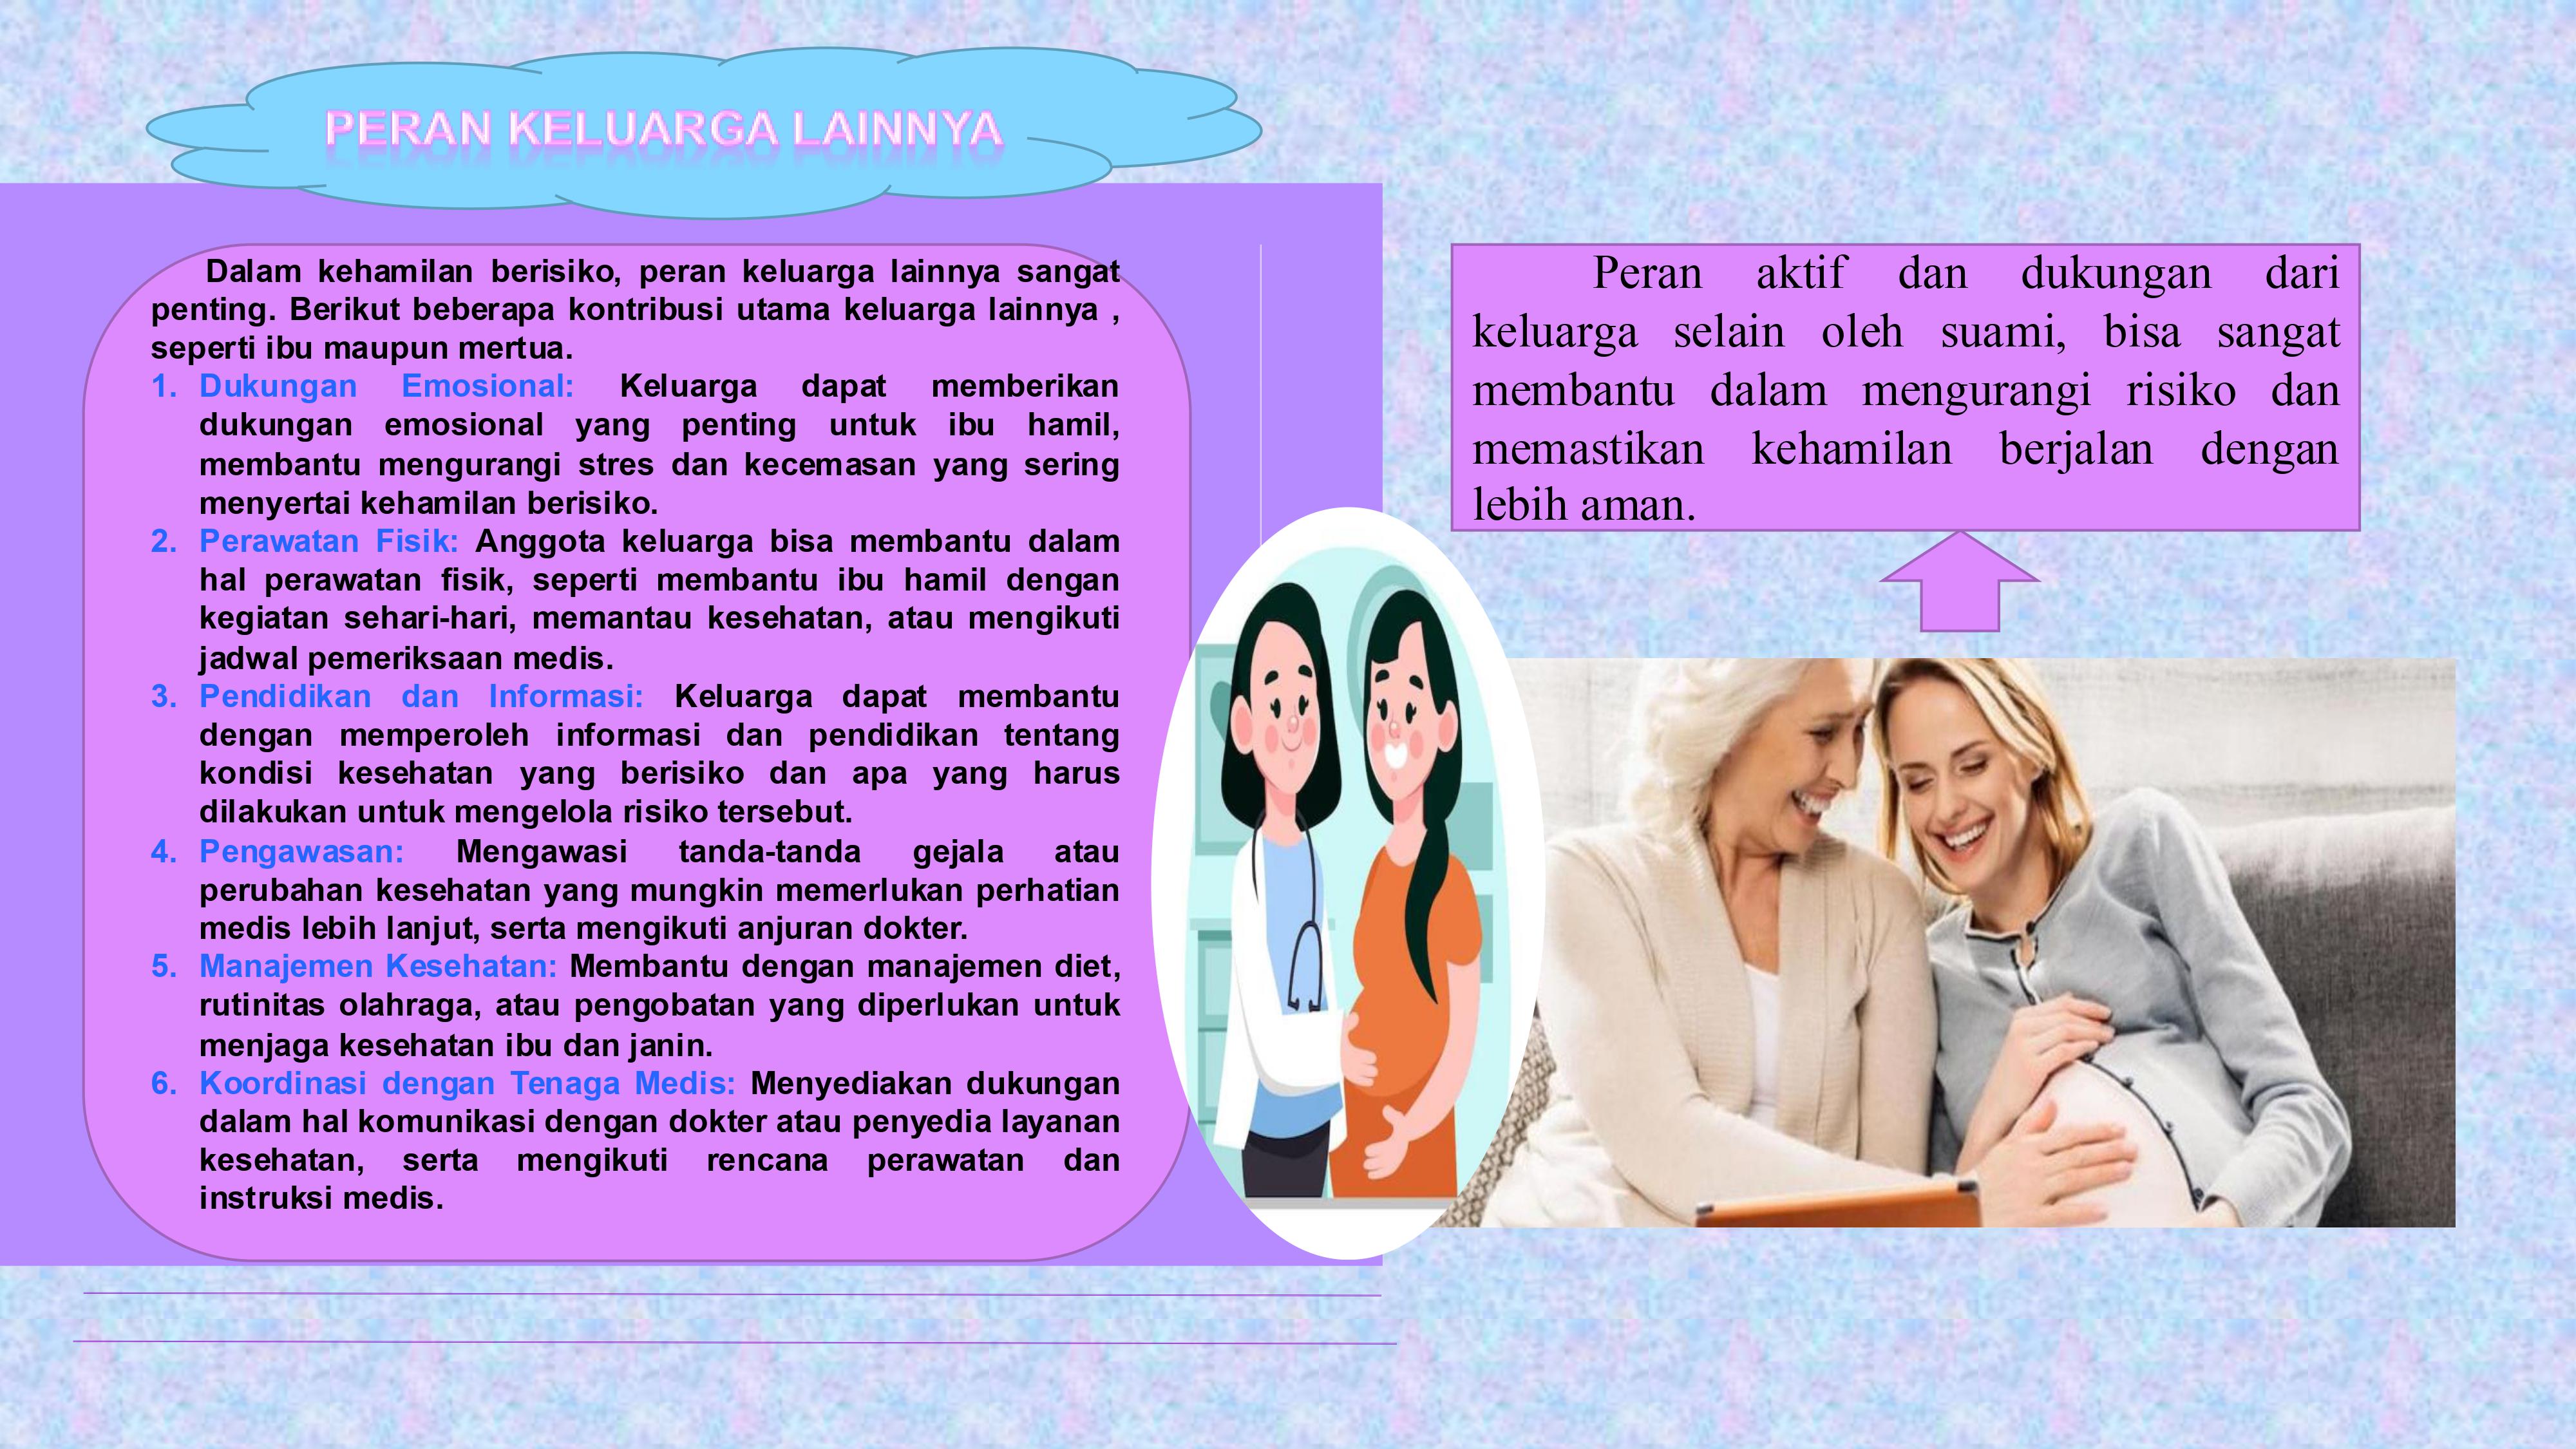 PERAN KELUARGA LAINNYA
Dalam kehamilan berisiko, peran keluarga lainnya sangat
penting. Berikut beberapa kontribusi utama keluarga lainnya ,
seperti ibu maupun mertua.
1. Dukungan Emosional: Keluarga dapat memberikan
dukungan emosional yang penting untuk ibu hamil,
membantu mengurangi stres dan kecemasan yang sering
menyertai kehamilan berisiko.
2. Perawatan Fisik: Anggota keluarga bisa membantu dalam
hal perawatan fisik, seperti membantu ibu hamil dengan
kegiatan sehari-hari, memantau kesehatan, atau mengikuti
jadwal pemeriksaan medis.
3. Pendidikan dan Informasi: Keluarga dapat membantu
dengan memperoleh informasi dan pendidikan tentang
kondisi kesehatan yang berisiko dan apa yang harus
dilakukan untuk mengelola risiko tersebut.
4. Pengawasan: Mengawasi tanda-tanda gejala atau
perubahan kesehatan yang mungkin memerlukan perhatian
medis lebih lanjut, serta mengikuti anjuran dokter.
5. Manajemen Kesehatan: Membantu dengan manajemen diet,
rutinitas olahraga, atau pengobatan yang diperlukan untuk
menjaga kesehatan ibu dan janin.
6. Koordinasi dengan Tenaga Medis: Menyediakan dukungan
dalam hal komunikasi dengan dokter atau penyedia layanan
kesehatan, serta mengikuti rencana perawatan dan
instruksi medis.
Peran aktif dan dukungan dari
keluarga selain oleh suami, bisa sangat
membantu dalam mengurangi risiko dan
memastikan kehamilan berjalan dengan
lebih aman.